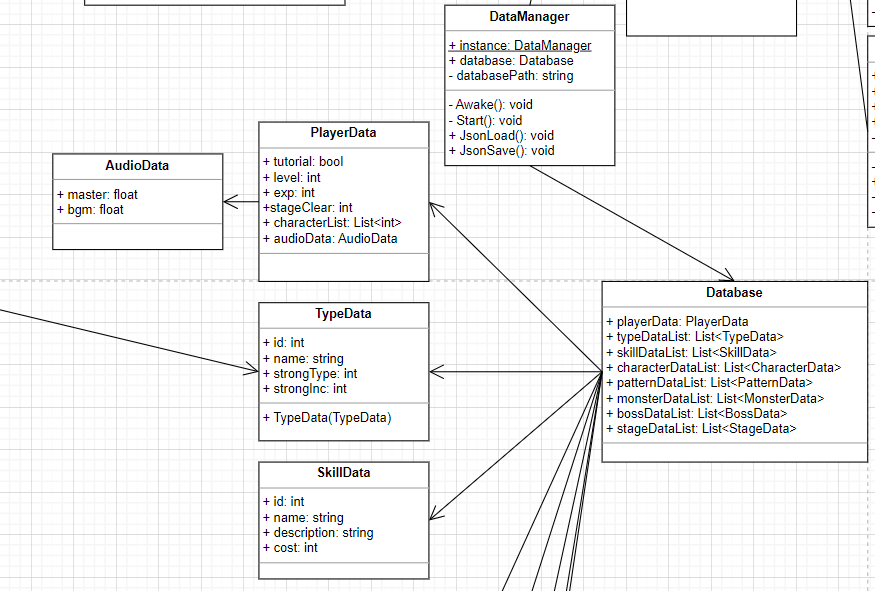 DataManager
+ instance: DataManager
+ database: Database
- databasePath: string
- Awake(): void
- Start(): void
+ JsonLoad(): void
+ JsonSave(): void
PlayerData
+ tutorial: bool
+ level: int
+ exp: int
+stageClear: int
+ characterList: List<int>
+ audioData: AudioData
AudioData
+ master: float
+ bgm: float
Database
+ playerData: PlayerData
+ typeDataList: List<TypeData>
+ skillDataList: List<SkillData>
+ characterDataList: List<CharacterData>
+ patternDataList: List<PatternData>
+ monsterDataList: List<MonsterData>
+ bossDataList: List<BossData>
+ stageDataList: List<StageData>
TypeData
+ id: int
+ name: string
+ strongType: int
+ strongInc: int
+ TypeData(TypeData)
SkillData
+ id: int
+ name: string
+ description: string
+ cost: int